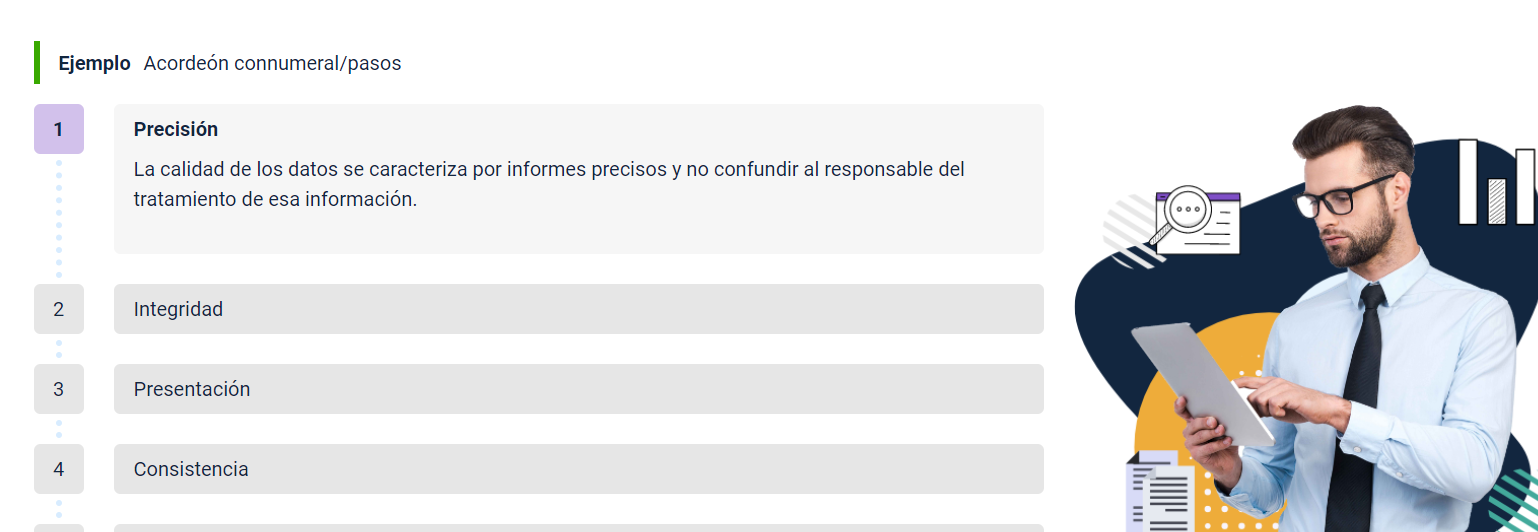 Ejemplo Acordeón connumeral/pasos
1
Precisión
La calidad de los datos se caracteriza por informes precisos y no confundir al responsable del
tratamiento de esa información.
2
Integridad
3
Presentación
4
Consistencia